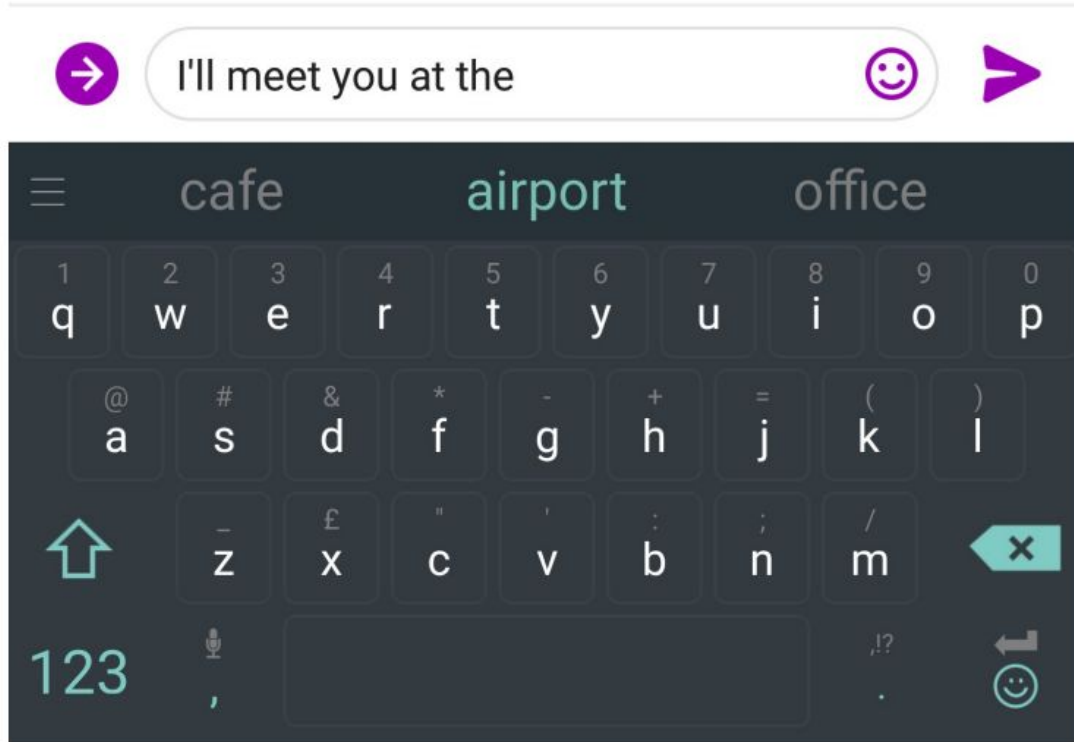 I'll meet you at the
cafe airport office
1 2 3 4 5 6 7 8 9 0
q w e r t y u i o p
@ # & * - + = ( )
a s d f g h j k l
_ £ " ' : ; /
z x c v b n m
,!?
123 , .